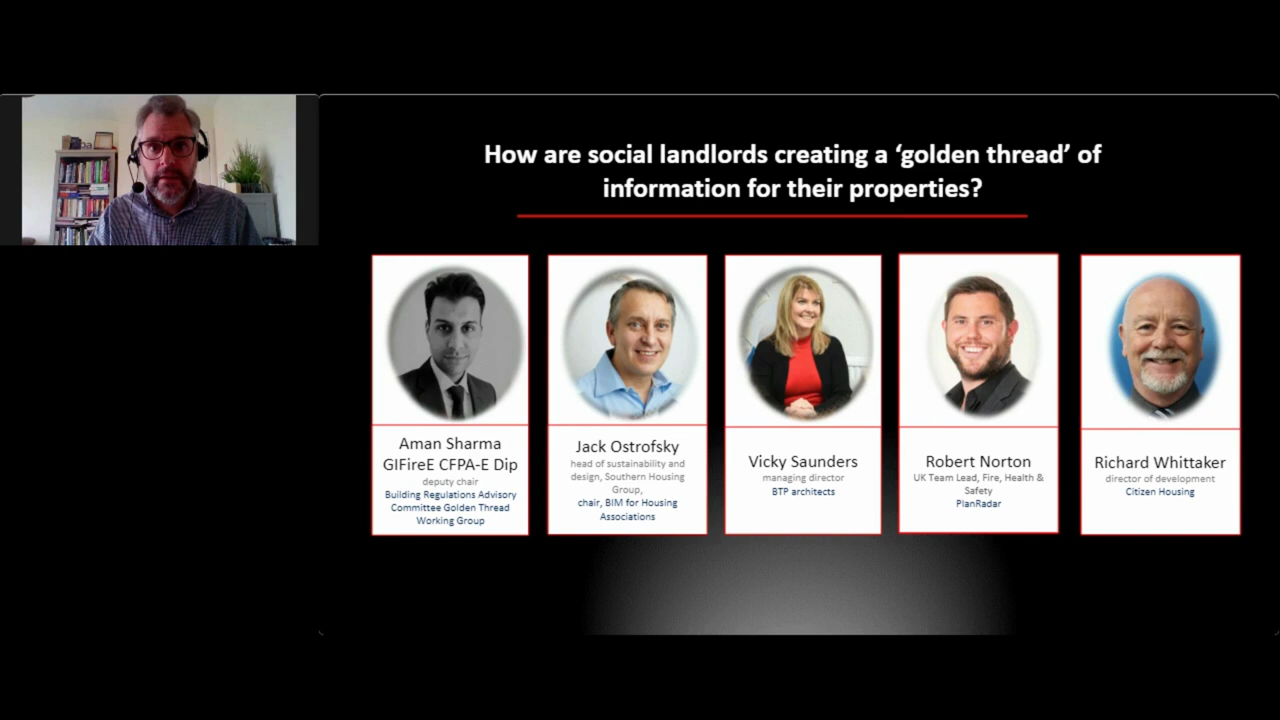 How are social landlords creating a ‘golden thread’ of
information for their properties?
Aman Sharma
GIFireE CFPA-E Dip
deputy chair
Building Regulations Advisory
Committee Golden Thread
Working Group
Jack Ostrofsky
head of sustainability and
design, Southern Housing
Group,
chair, BIM for Housing
Associations
Vicky Saunders
managing director
BTP architects
Robert Norton
UK Team Lead, Fire, Health &
Safety
PlanRadar
Richard Whittaker
director of development
Citizen Housing